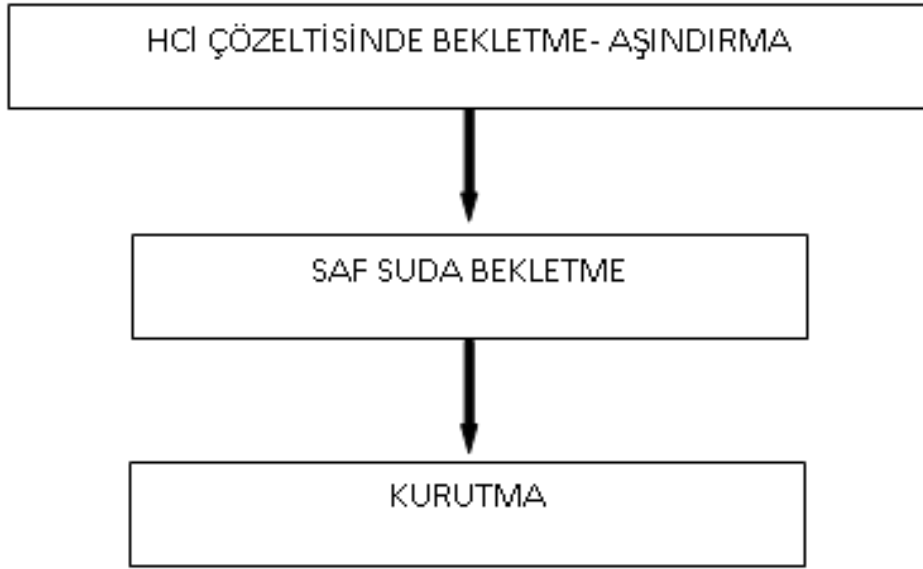 HCl ÇÖZELTİSİNDE BEKLETME- AŞINDIRMA
SAF SUDA BEKLETME
KURUTMA